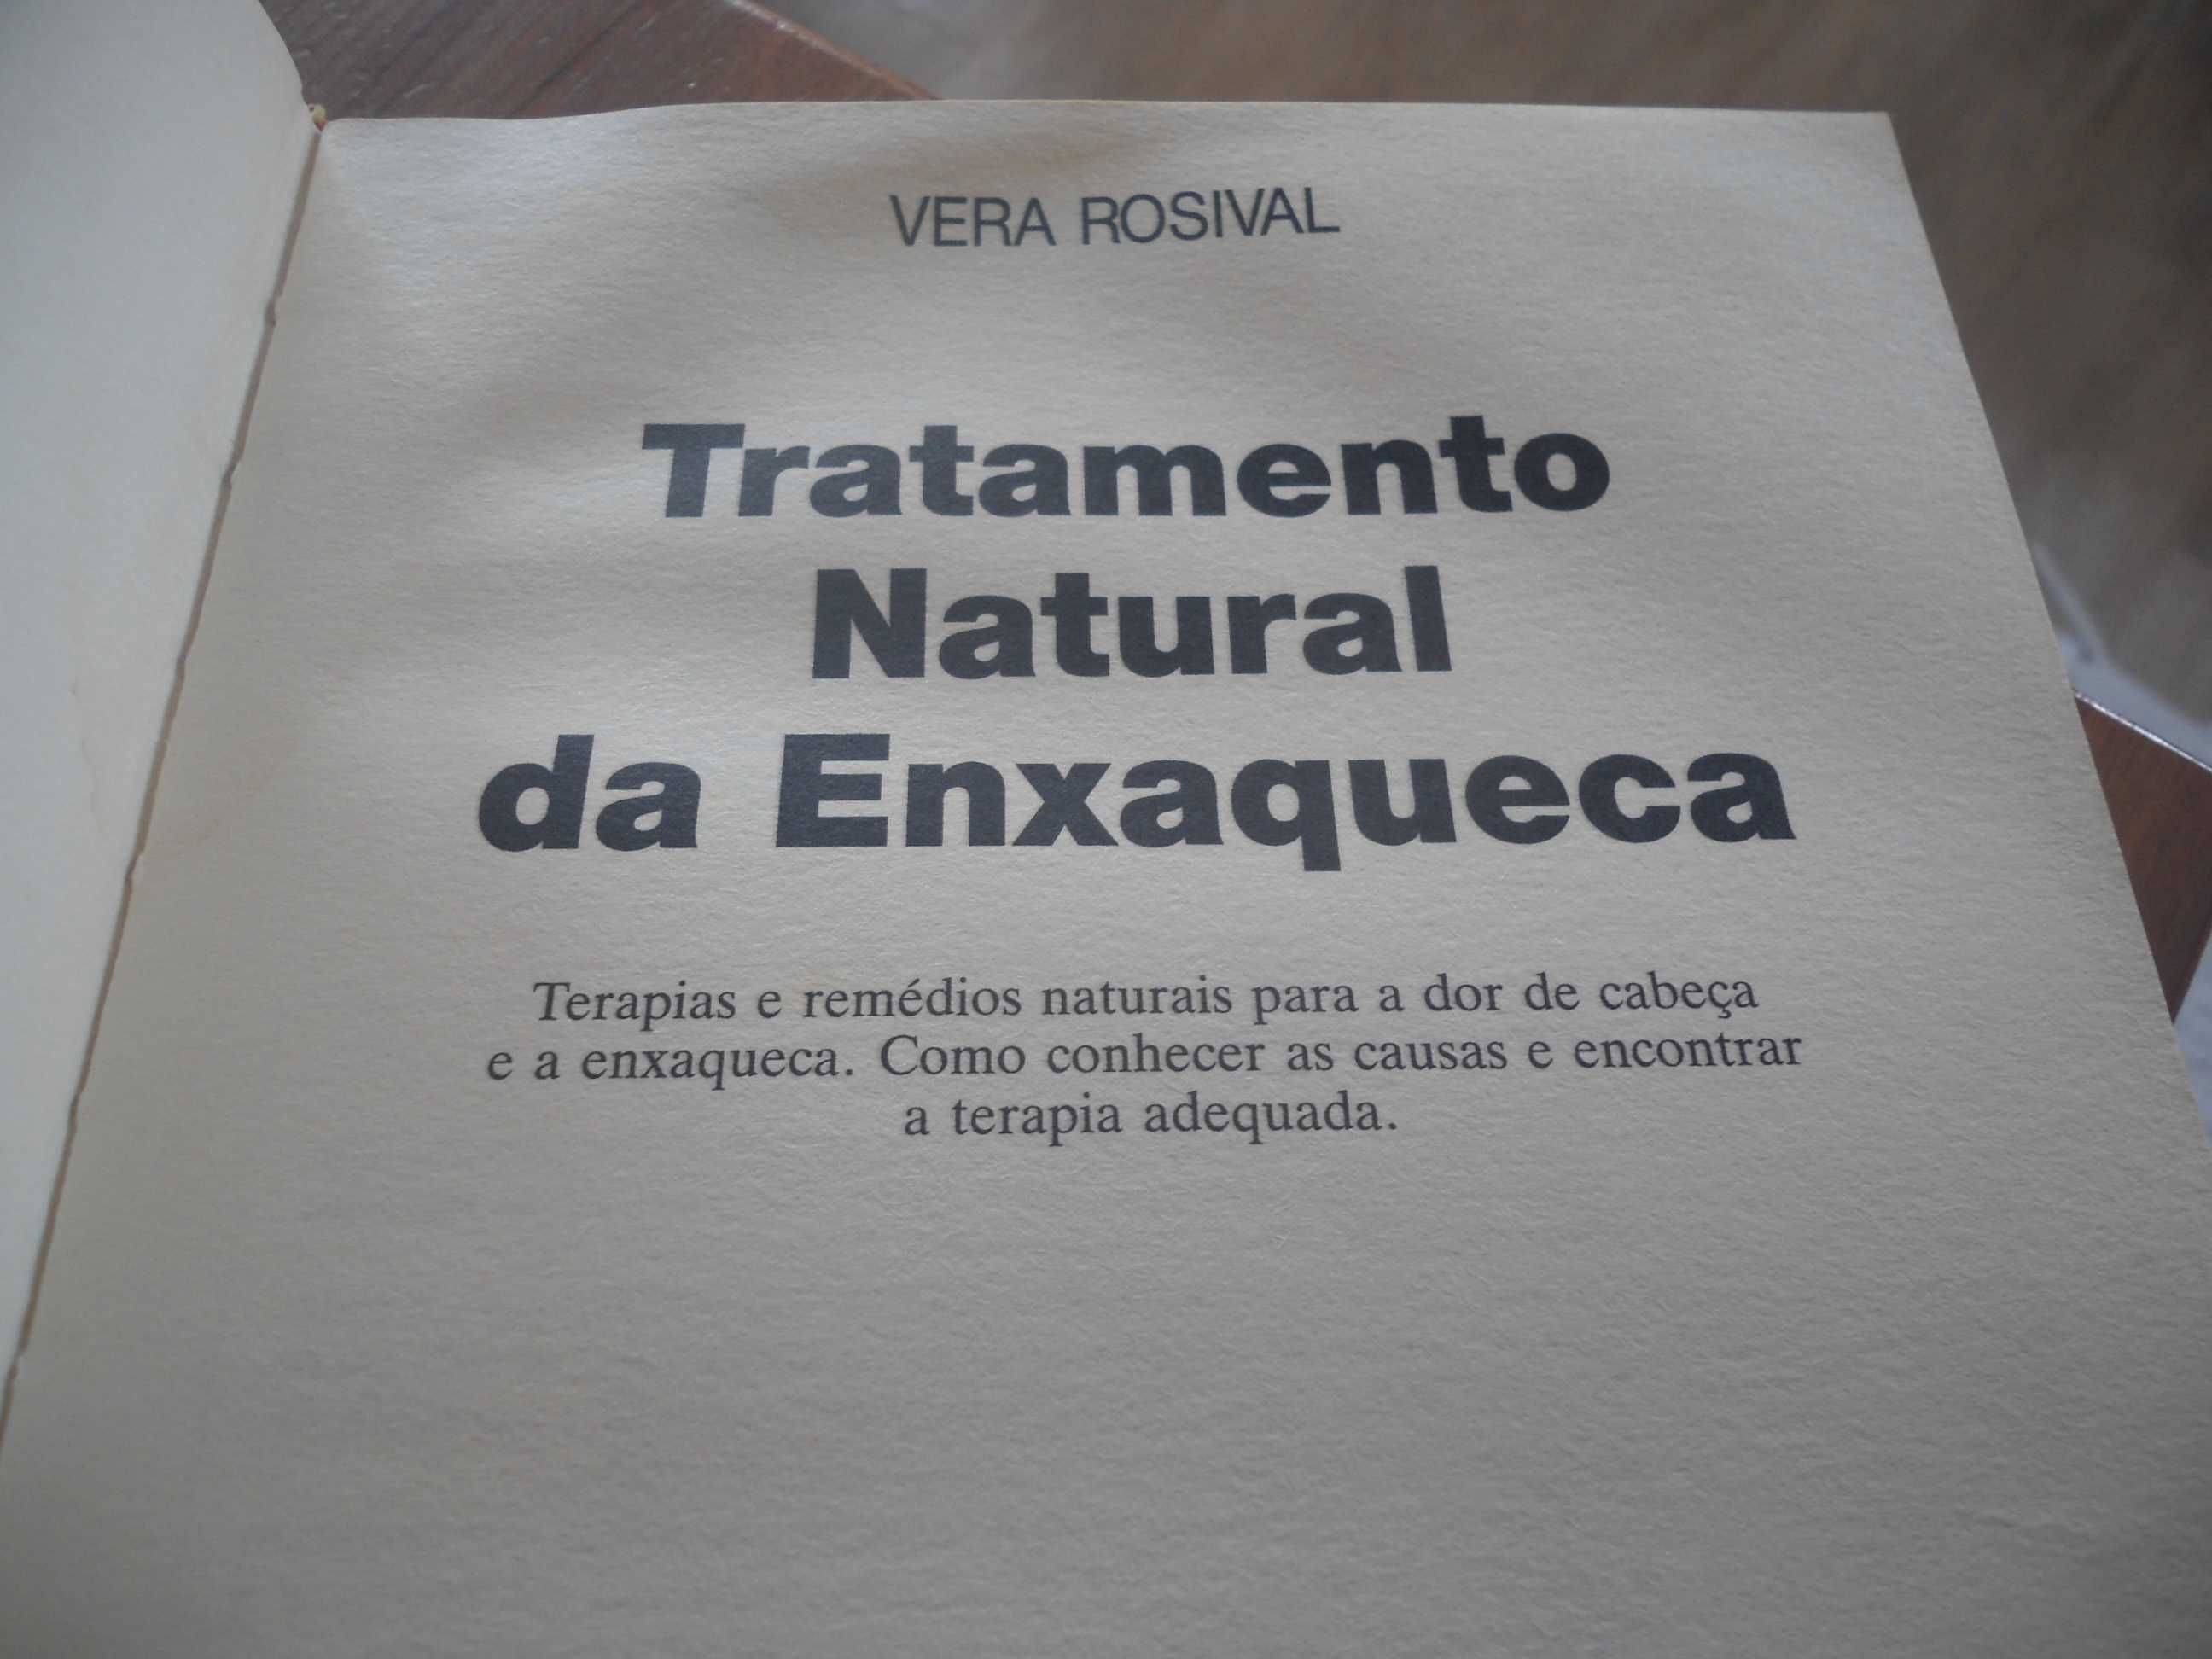 VERA ROSIVAL
Tratamento
Natural
da Enxaqueca
Terapias e remédios naturais para a dor de cabeça
e a enxaqueca. Como conhecer as causas e encontrar
a terapia adequada.